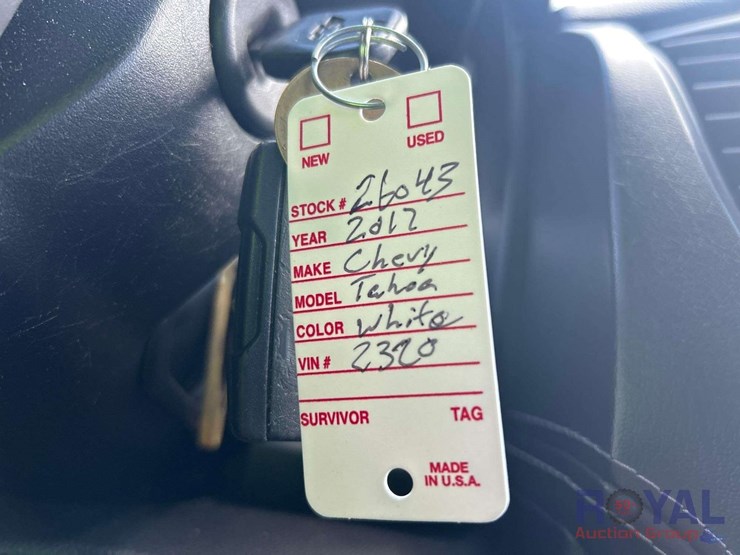 NEW USED
STOCK # 26043
YEAR 2012
MAKE Chevy
MODEL Tahoe
COLOR White
VIN # 2320
SURVIVOR TAG
MADE
IN U.S.A.
ROYAL
Auction Group